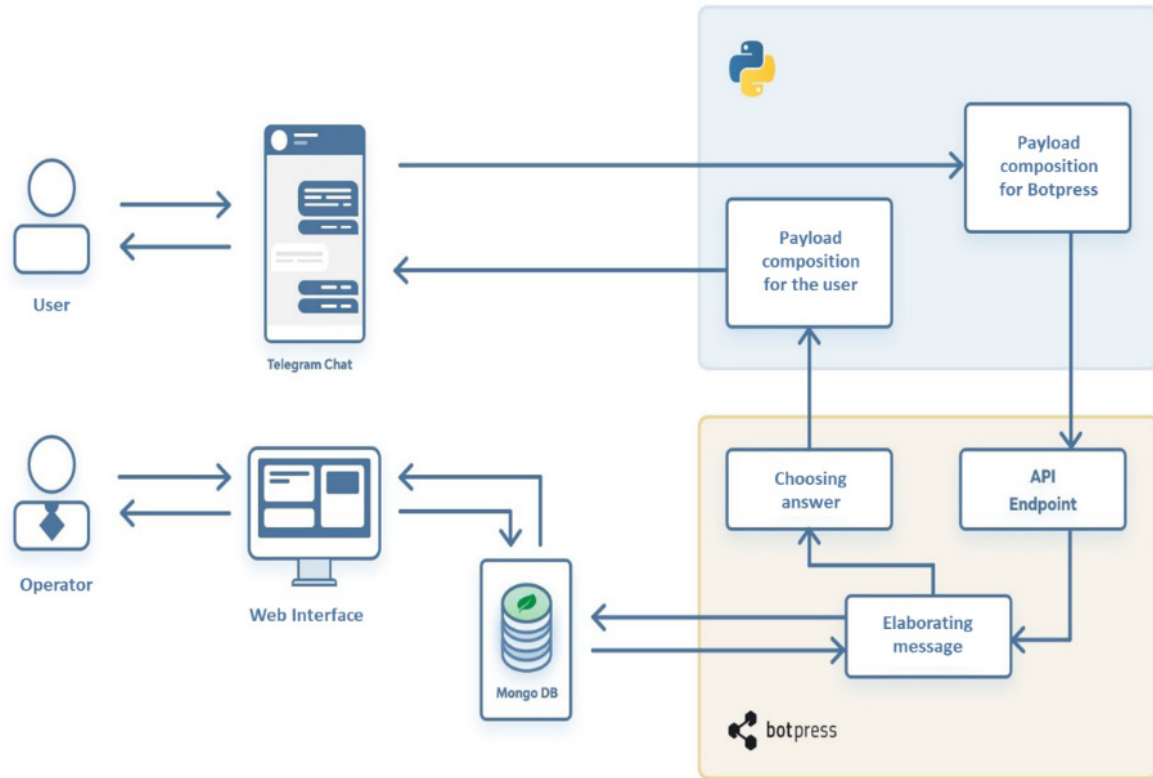 Payload
composition
for Botpress
Payload
composition
for the user
User
Telegram Chat
Choosing
answer
API
Endpoint
Operator
Web Interface
Elaborating
message
Mongo DB
botpress